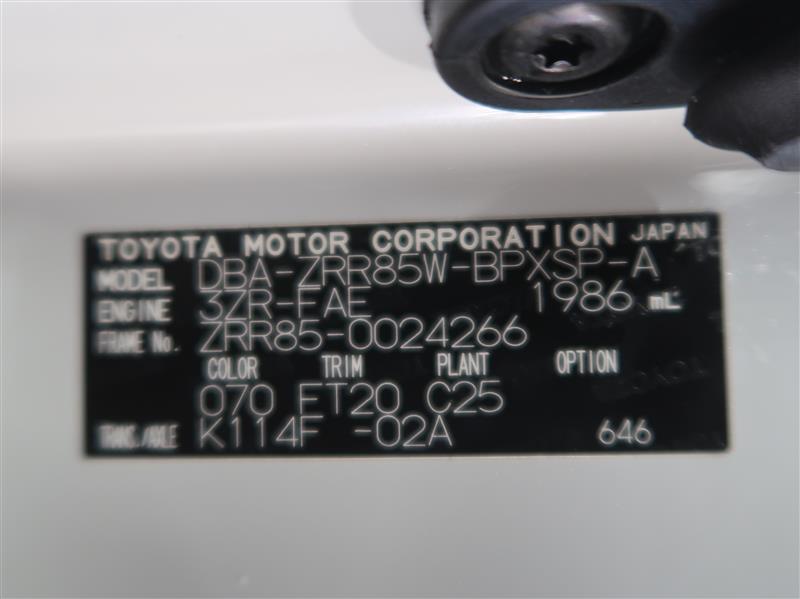 TOYOTA MOTOR CORPORATION JAPAN
MODEL DBA-ZRR85W-BPXSP-A
ENGINE 3ZR-FAE 1986 mL
FRAME No. ZRR85-0024266
COLOR TRIM PLANT OPTION
070 FT20 C25
TRANS./AXLE K114F -02A 646